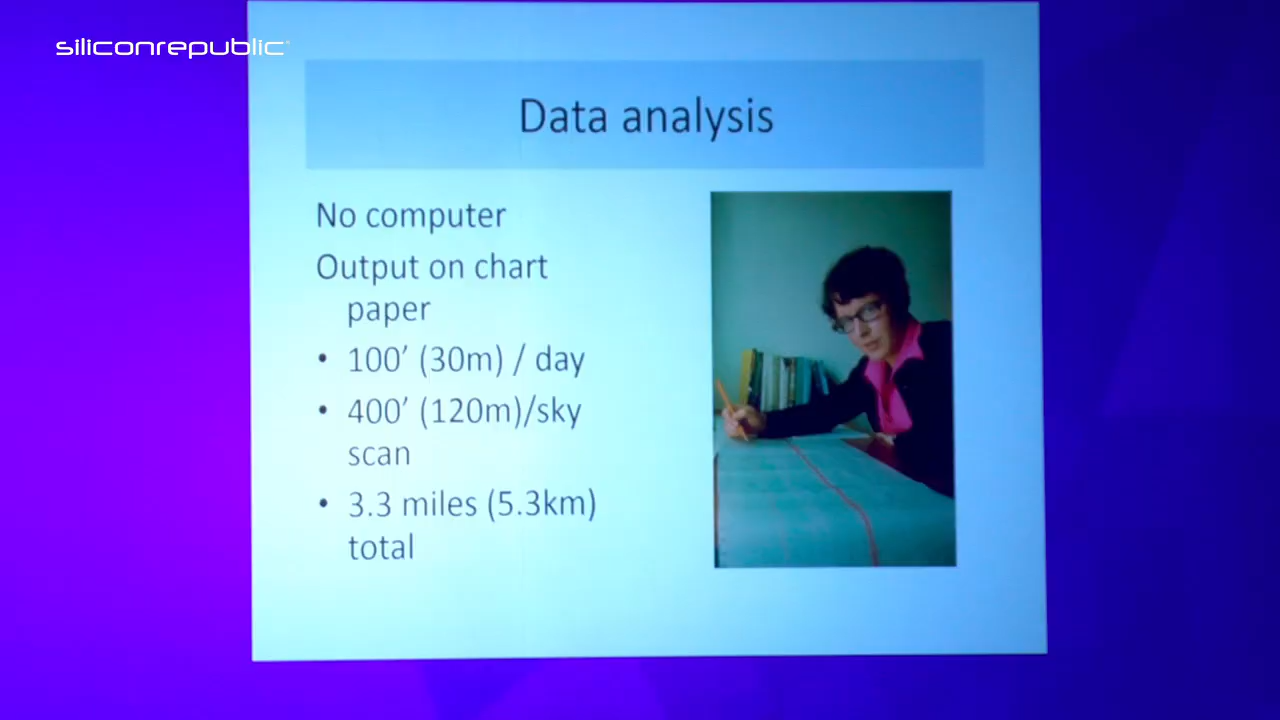 siliconrepublic
Data analysis
No computer
Output on chart
paper
• 100’ (30m) / day
• 400’ (120m)/sky
scan
• 3.3 miles (5.3km)
total